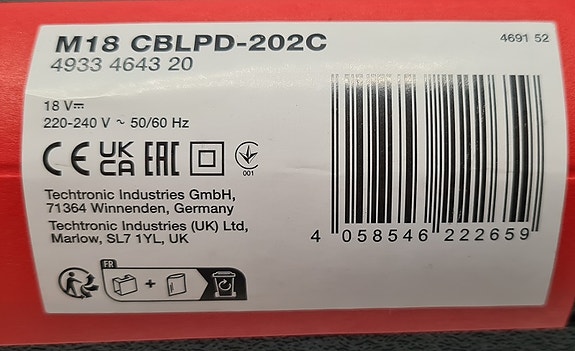 M18 CBLPD-202C
4691 52
4933 4643 20
18 V⎓
220-240 V ~ 50/60 Hz
CE UK CA EAC 001
Techtronic Industries GmbH,
71364 Winnenden, Germany
Techtronic Industries (UK) Ltd,
Marlow, SL7 1YL, UK
4 058546 222659
FR
+